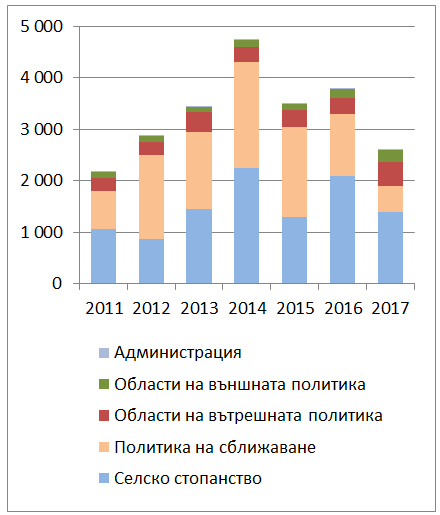 5 000
4 000
3 000
2 000
1 000
0
2011 2012 2013 2014 2015 2016 2017
Администрация
Области на външната политика
Области на вътрешната политика
Политика на сближаване
Селско стопанство